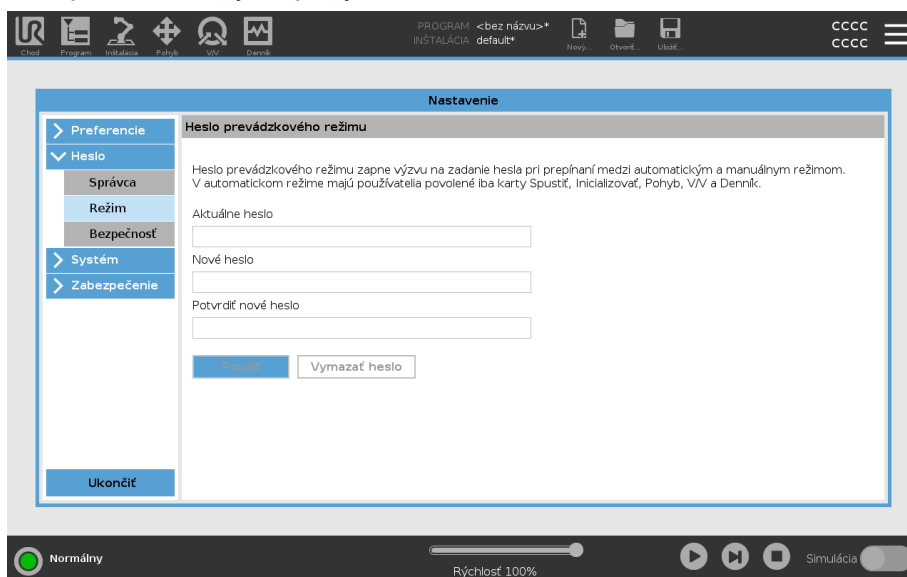 PROGRAM <bez názvu>*
INŠTALÁCIA default*
CCCC
CCCC
Chod Program Inštalácia Pohyb V/V Denník Nový... Otvoriť... Uložiť...
Nastavenie
Preferencie
Heslo
Správca
Režim
Bezpečnosť
Systém
Zabezpečenie
Ukončiť
Heslo prevádzkového režimu
Heslo prevádzkového režimu zapne výzvu na zadanie hesla pri prepínaní medzi automatickým a manuálnym režimom.
V automatickom režime majú používatelia povolené iba karty Spustiť, Inicializovať, Pohyb, V/V a Denník.
Aktuálne heslo
Nové heslo
Potvrdiť nové heslo
Použiť Vymazať heslo
Normálny
Rýchlosť 100%
Simulácia